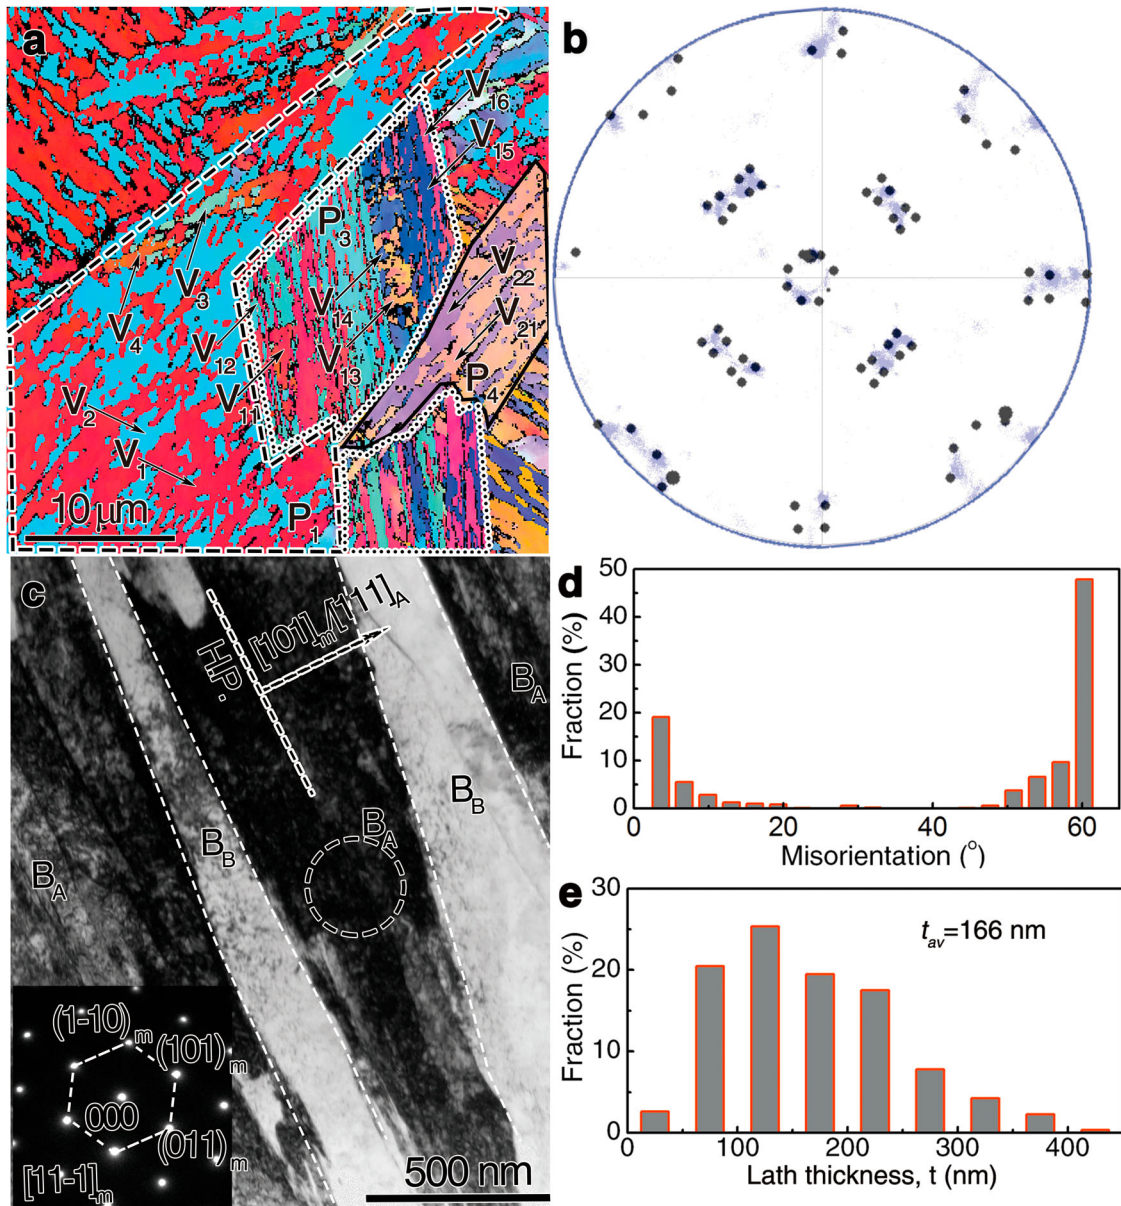 a
V16
V15
P3
V22
V3
V14
V21
V4
V12
V13
P4
V2
V11
V1
10 μm
P1
b
c
[101]m/[111]A
H.P.
BA
BB
BA
BB
BA
(1-10)m
(101)m
000
(011)m
[11-1]m
500 nm
d
Fraction (%)
50
40
30
20
10
0
0 20 40 60
Misorientation (°)
e
tav=166 nm
Fraction (%)
30
20
10
0
0 100 200 300 400
Lath thickness, t (nm)